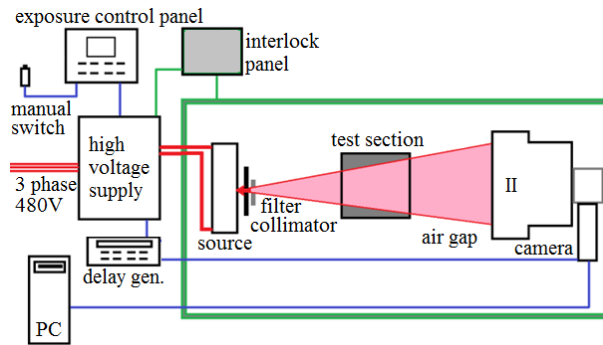 exposure control panel
interlock
panel
manual
switch
high
voltage
supply
3 phase
480V
test section
II
filter
collimator
source
air gap
camera
delay gen.
PC